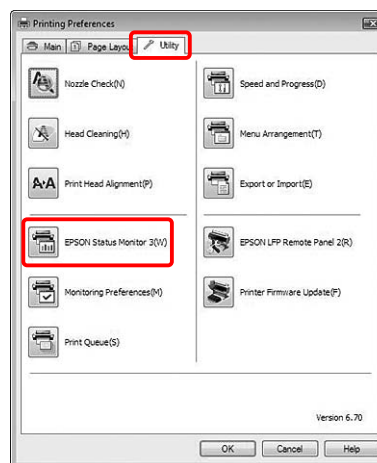 Printing Preferences
Main
Page Layou
Utility
Nozzle Check(N)
Speed and Progress(D)
Head Cleaning(H)
Menu Arrangement(T)
Print Head Alignment(P)
Export or Import(E)
EPSON Status Monitor 3(W)
EPSON LFP Remote Panel 2(R)
Monitoring Preferences(M)
Printer Firmware Update(F)
Print Queue(S)
Version 6.70
OK
Cancel
Help